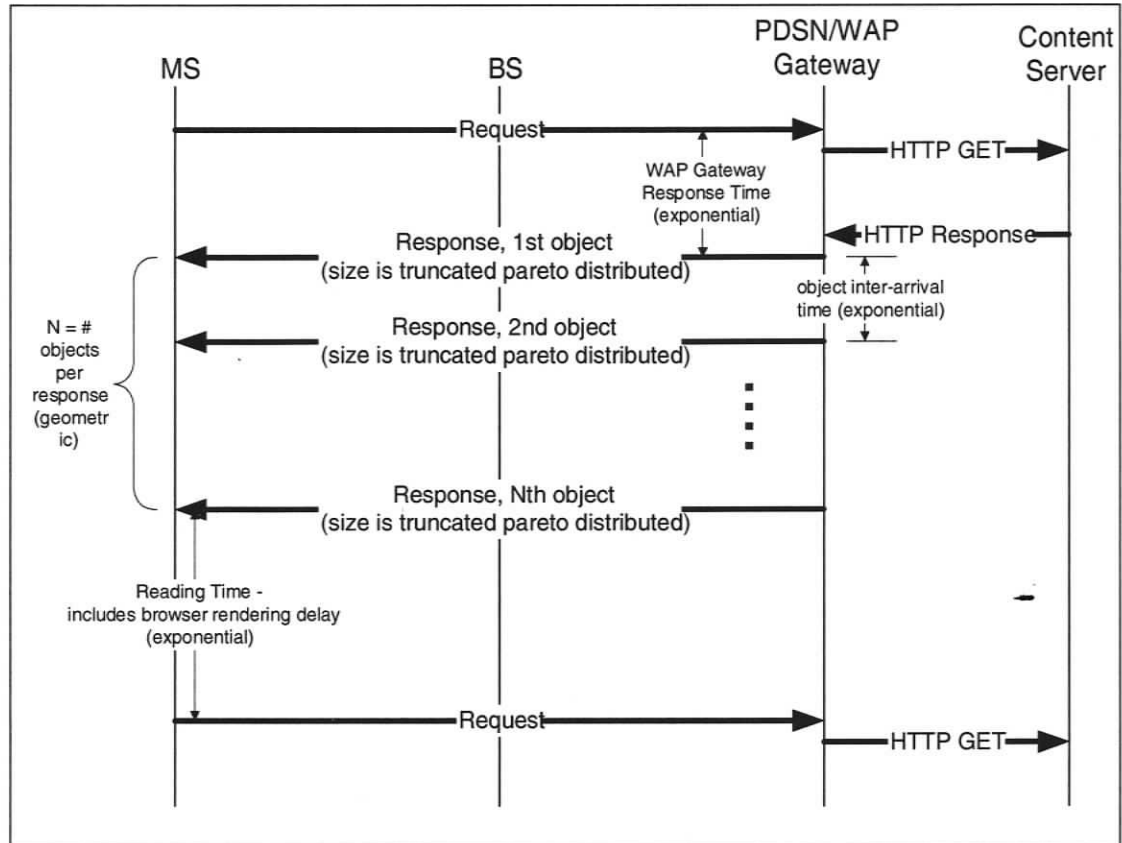 MS
BS
PDSN/WAP
Gateway
Content
Server
Request
HTTP GET
WAP Gateway
Response Time
(exponential)
HTTP Response
Response, 1st object
(size is truncated pareto distributed)
object inter-arrival
time (exponential)
N = #
objects
per
response
(geometr
ic)
Response, 2nd object
(size is truncated pareto distributed)
Response, Nth object
(size is truncated pareto distributed)
Reading Time -
includes browser rendering delay
(exponential)
Request
HTTP GET